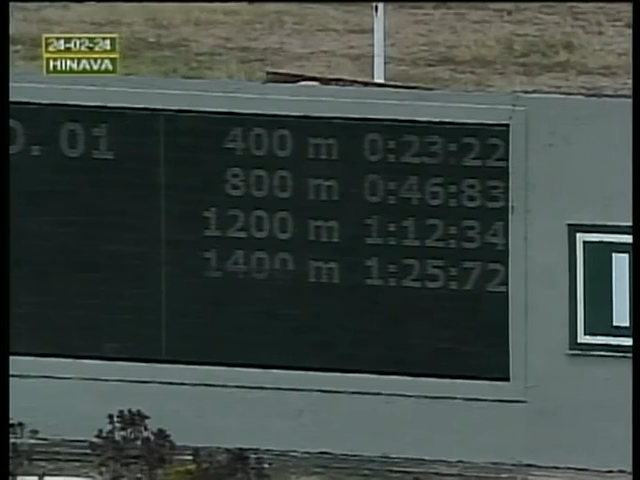 24-02-24
HINAVA
0. 01
400 m 0:23:22
800 m 0:46:83
1200 m 1:12:34
1400 m 1:25:72